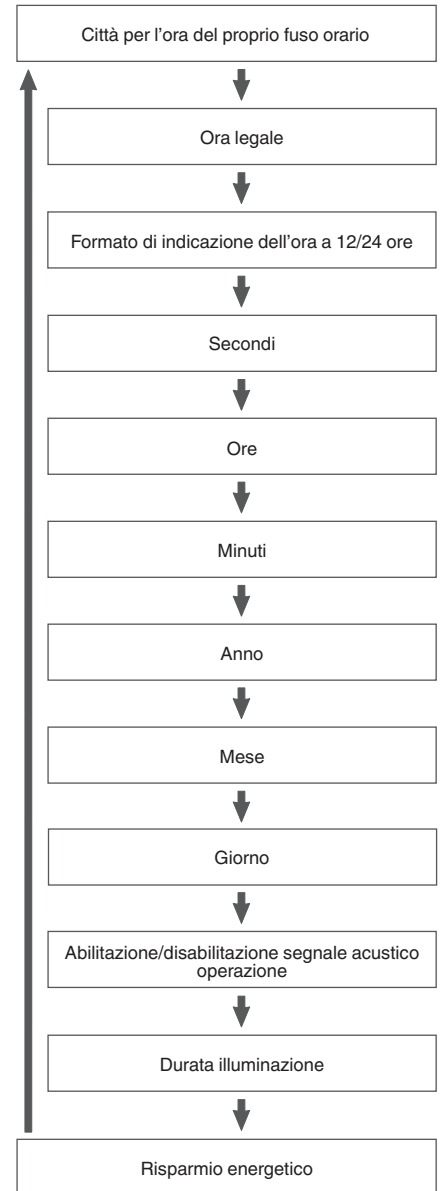 Città per l'ora del proprio fuso orario
Ora legale
Formato di indicazione dell'ora a 12/24 ore
Secondi
Ore
Minuti
Anno
Mese
Giorno
Abilitazione/disabilitazione segnale acustico
operazione
Durata illuminazione
Risparmio energetico